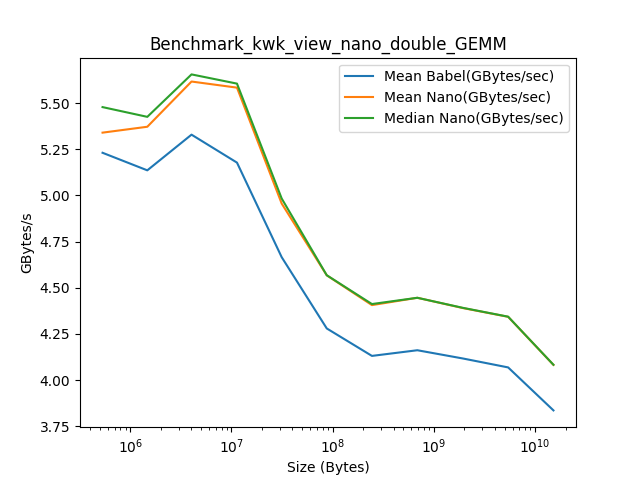 Benchmark_kwk_view_nano_double_GEMM
Mean Babel(GBytes/sec)
Mean Nano(GBytes/sec)
Median Nano(GBytes/sec)
GBytes/s
5.50
5.25
5.00
4.75
4.50
4.25
4.00
3.75
10⁶ 10⁷ 10⁸ 10⁹ 10¹⁰
Size (Bytes)